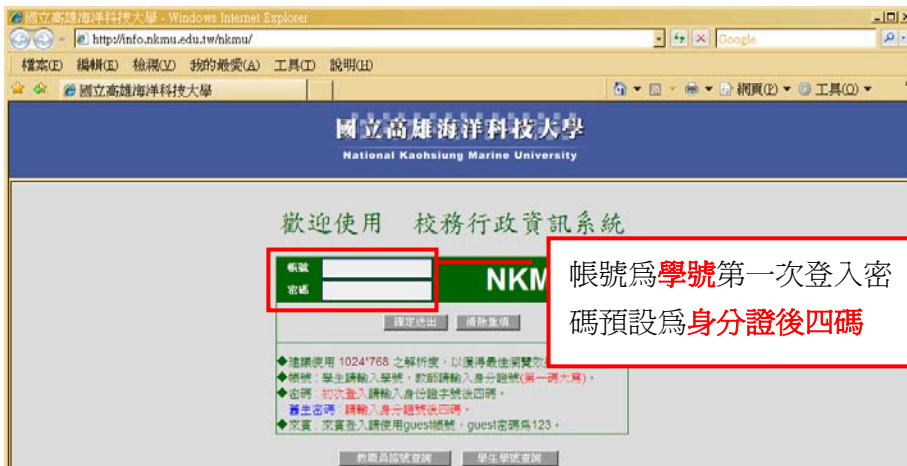 國立高雄海洋科技大學 - Windows Internet Explorer
http://info.nkmu.edu.tw/nkmu/
Google
檔案(F) 編輯(E) 檢視(V) 我的最愛(A) 工具(T) 說明(H)
國立高雄海洋科技大學
網頁(P) 工具(O)
國立高雄海洋科技大學
National Kaohsiung Marine University
歡迎使用 校務行政資訊系統
帳號
密碼
NKM
帳號為學號第一次登入密
碼預設為身分證後四碼
確定送出 清除重填
◆建議使用 1024*768 之解析度，以獲得最佳瀏覽效
◆帳號：學生請輸入學號，教師請輸入身分證號(第一碼大寫)。
◆密碼：初次登入請輸入身份證字號後四碼。
舊生密碼：請輸入身分證號後四碼。
◆來賓：來賓登入請使用guest帳號，guest密碼為123。
教職員證號查詢 學生學號查詢